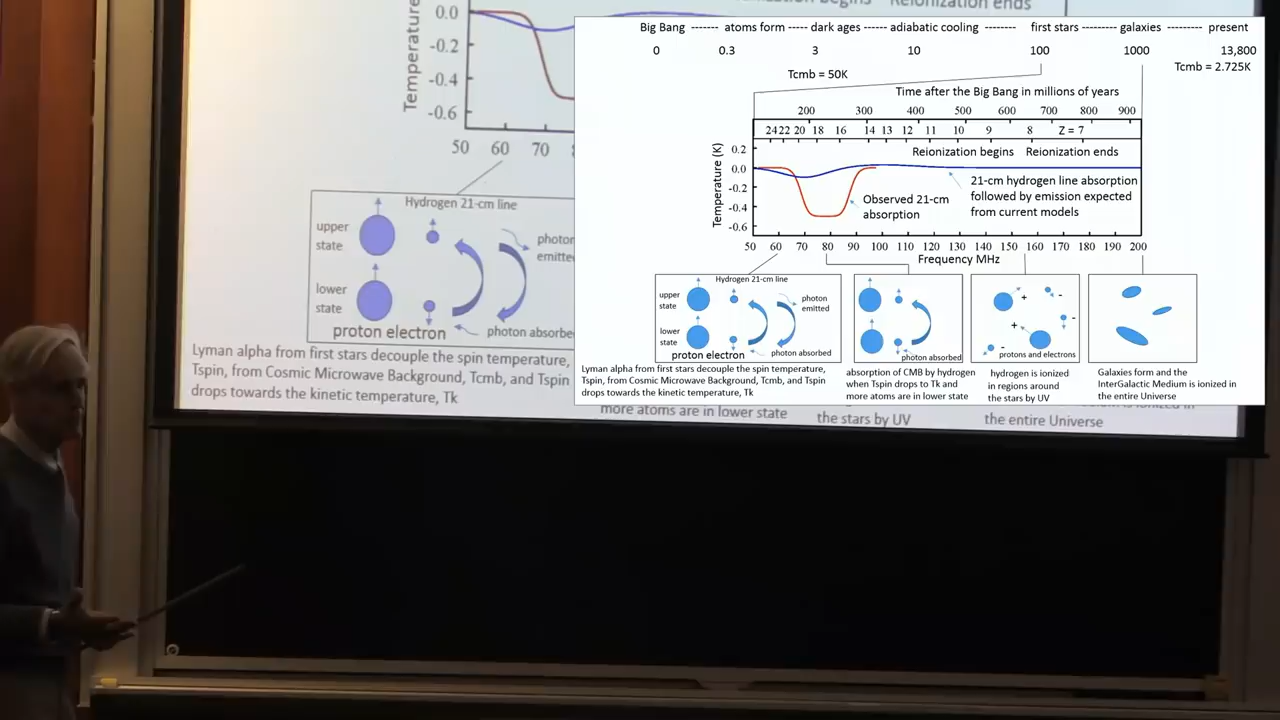 Reionization ends
Temperature
0.0
-0.2
-0.4
-0.6
50 60 70
Hydrogen 21-cm line
upper
state
lower
state
photon
emitted
proton electron
photon absorbe
Lyman alpha from first stars decouple the spin temperature,
Tspin, from Cosmic Microwave Background, Tcmb, and Tspin
drops towards the kinetic temperature, Tk
more atoms are in lower state
the stars by UV
the entire Universe
Big Bang ------ atoms form ---- dark ages ----- adiabatic cooling ------- first stars ------- galaxies ------- present
0 0.3 3 10 100 1000 13,800
Tcmb = 50K
Tcmb = 2.725K
Time after the Big Bang in millions of years
200 300 400 500 600 700 800 900
24 22 20 18 16 14 13 12 11 10 9 8 Z = 7
Reionization begins Reionization ends
Temperature (K)
0.2
0.0
-0.2
-0.4
-0.6
Observed 21-cm
absorption
21-cm hydrogen line absorption
followed by emission expected
from current models
50 60 70 80 90 100 110 120 130 140 150 160 170 180 190 200
Frequency MHz
Hydrogen 21-cm line
upper
state
lower
state
photon
emitted
proton electron
photon absorbed
Lyman alpha from first stars decouple the spin temperature,
Tspin, from Cosmic Microwave Background, Tcmb, and Tspin
drops towards the kinetic temperature, Tk
photon absorbed
absorption of CMB by hydrogen
when Tspin drops to Tk and
more atoms are in lower state
+ -
+ -
-
protons and electrons
hydrogen is ionized
in regions around
the stars by UV
Galaxies form and the
InterGalactic Medium is ionized in
the entire Universe